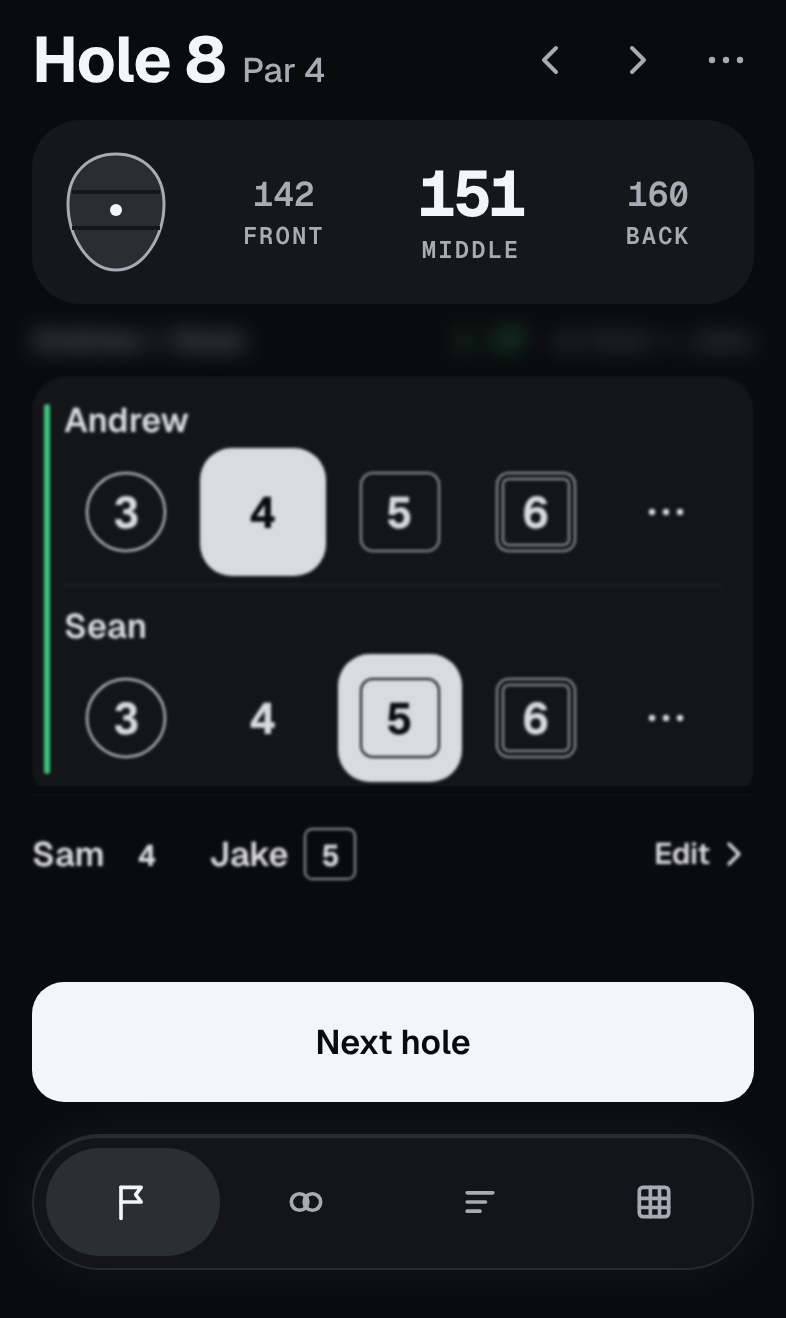 Hole 8 Par 4
142 151 160
FRONT MIDDLE BACK
Andrew
3 4 5 6 ...
Sean
3 4 5 6 ...
Sam 4 Jake 5 Edit
Next hole